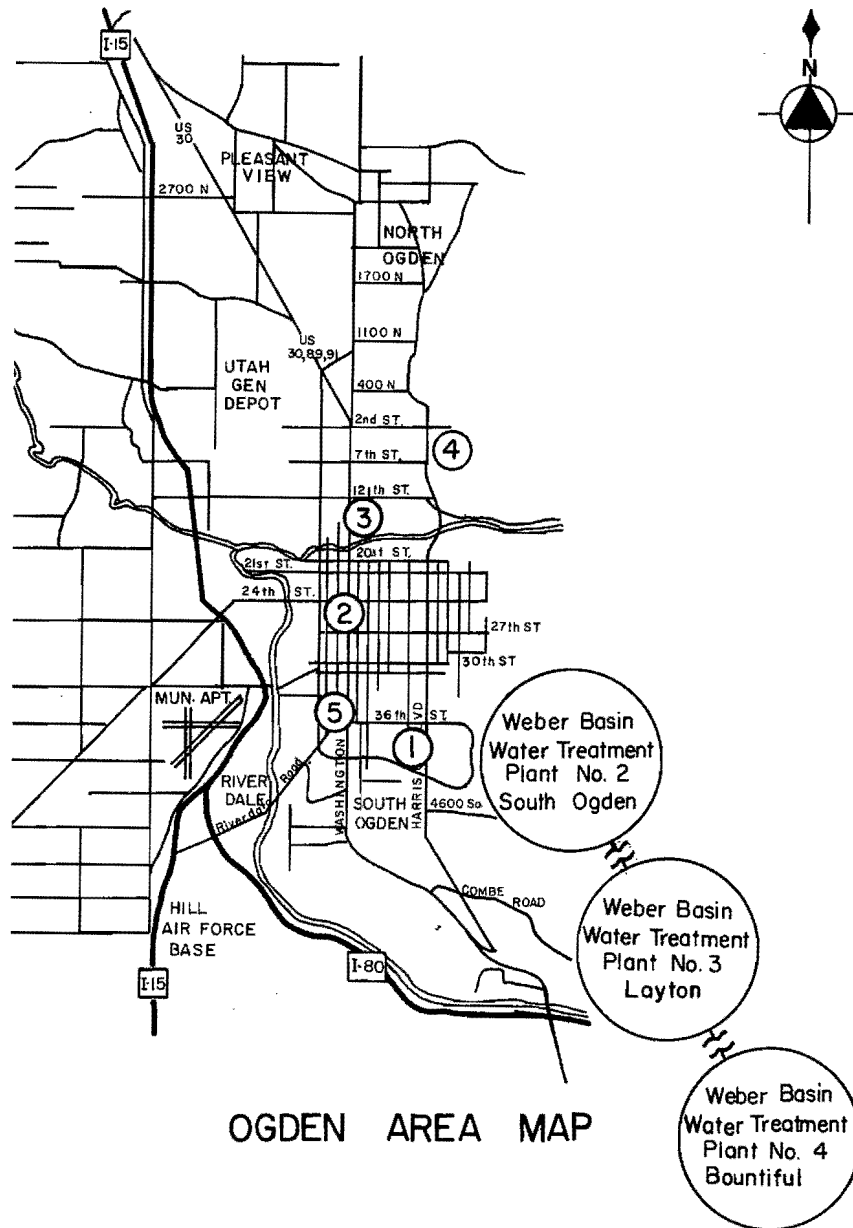 I-15
N
US
30
PLEASANT
VIEW
2700 N
NORTH
OGDEN
1700 N
1100 N
US
30,89,91
UTAH
GEN
DEPOT
400 N
2nd ST.
4
7th ST.
121th ST.
3
20st ST.
21st ST.
24th ST.
2
27th ST
30th ST
MUN. APT.
5
36th ST.
1
Weber Basin
Water Treatment
Plant No. 2
South Ogden
RIVER
DALE
Riverdale Road
WASHINGTON
SOUTH
OGDEN
HARRIS VD
4600 So.
COMBE
ROAD
HILL
AIR FORCE
BASE
Weber Basin
Water Treatment
Plant No. 3
Layton
I-80
I-15
Weber Basin
Water Treatment
Plant No. 4
Bountiful
OGDEN AREA MAP